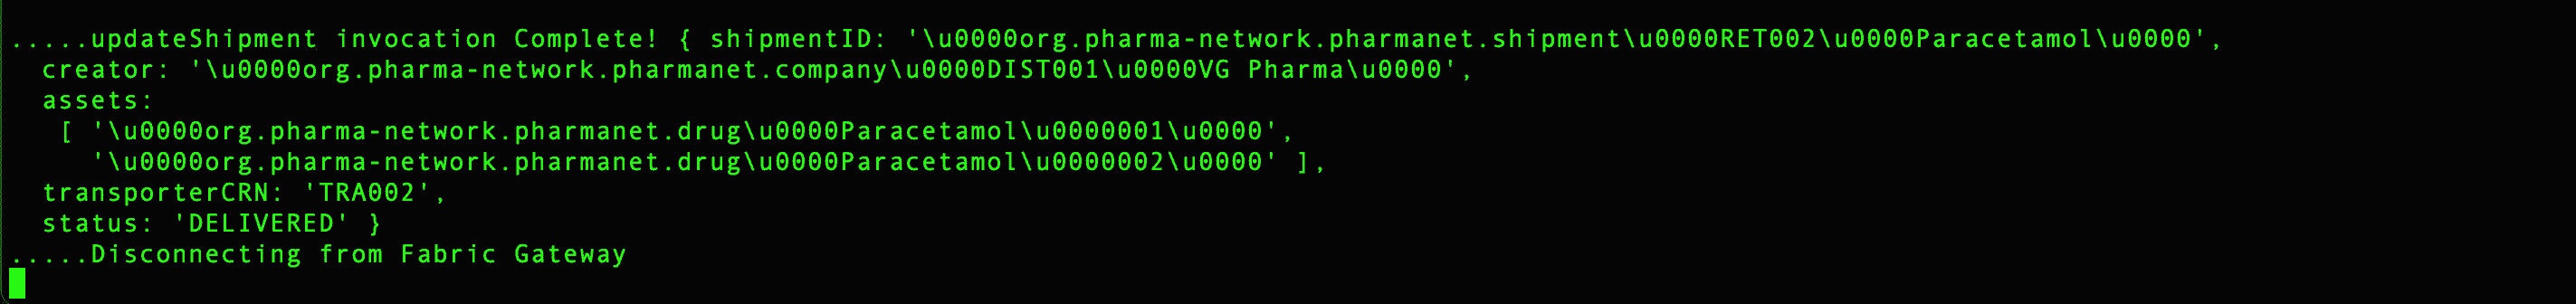 .....updateShipment invocation Complete! { shipmentID: '\u0000org.pharma-network.pharmanet.shipment\u0000RET002\u0000Paracetamol\u0000',
  creator: '\u0000org.pharma-network.pharmanet.company\u0000DIST001\u0000VG Pharma\u0000',
  assets:
   [ '\u0000org.pharma-network.pharmanet.drug\u0000Paracetamol\u0000001\u0000',
     '\u0000org.pharma-network.pharmanet.drug\u0000Paracetamol\u0000002\u0000' ],
  transporterCRN: 'TRA002',
  status: 'DELIVERED' }
.....Disconnecting from Fabric Gateway